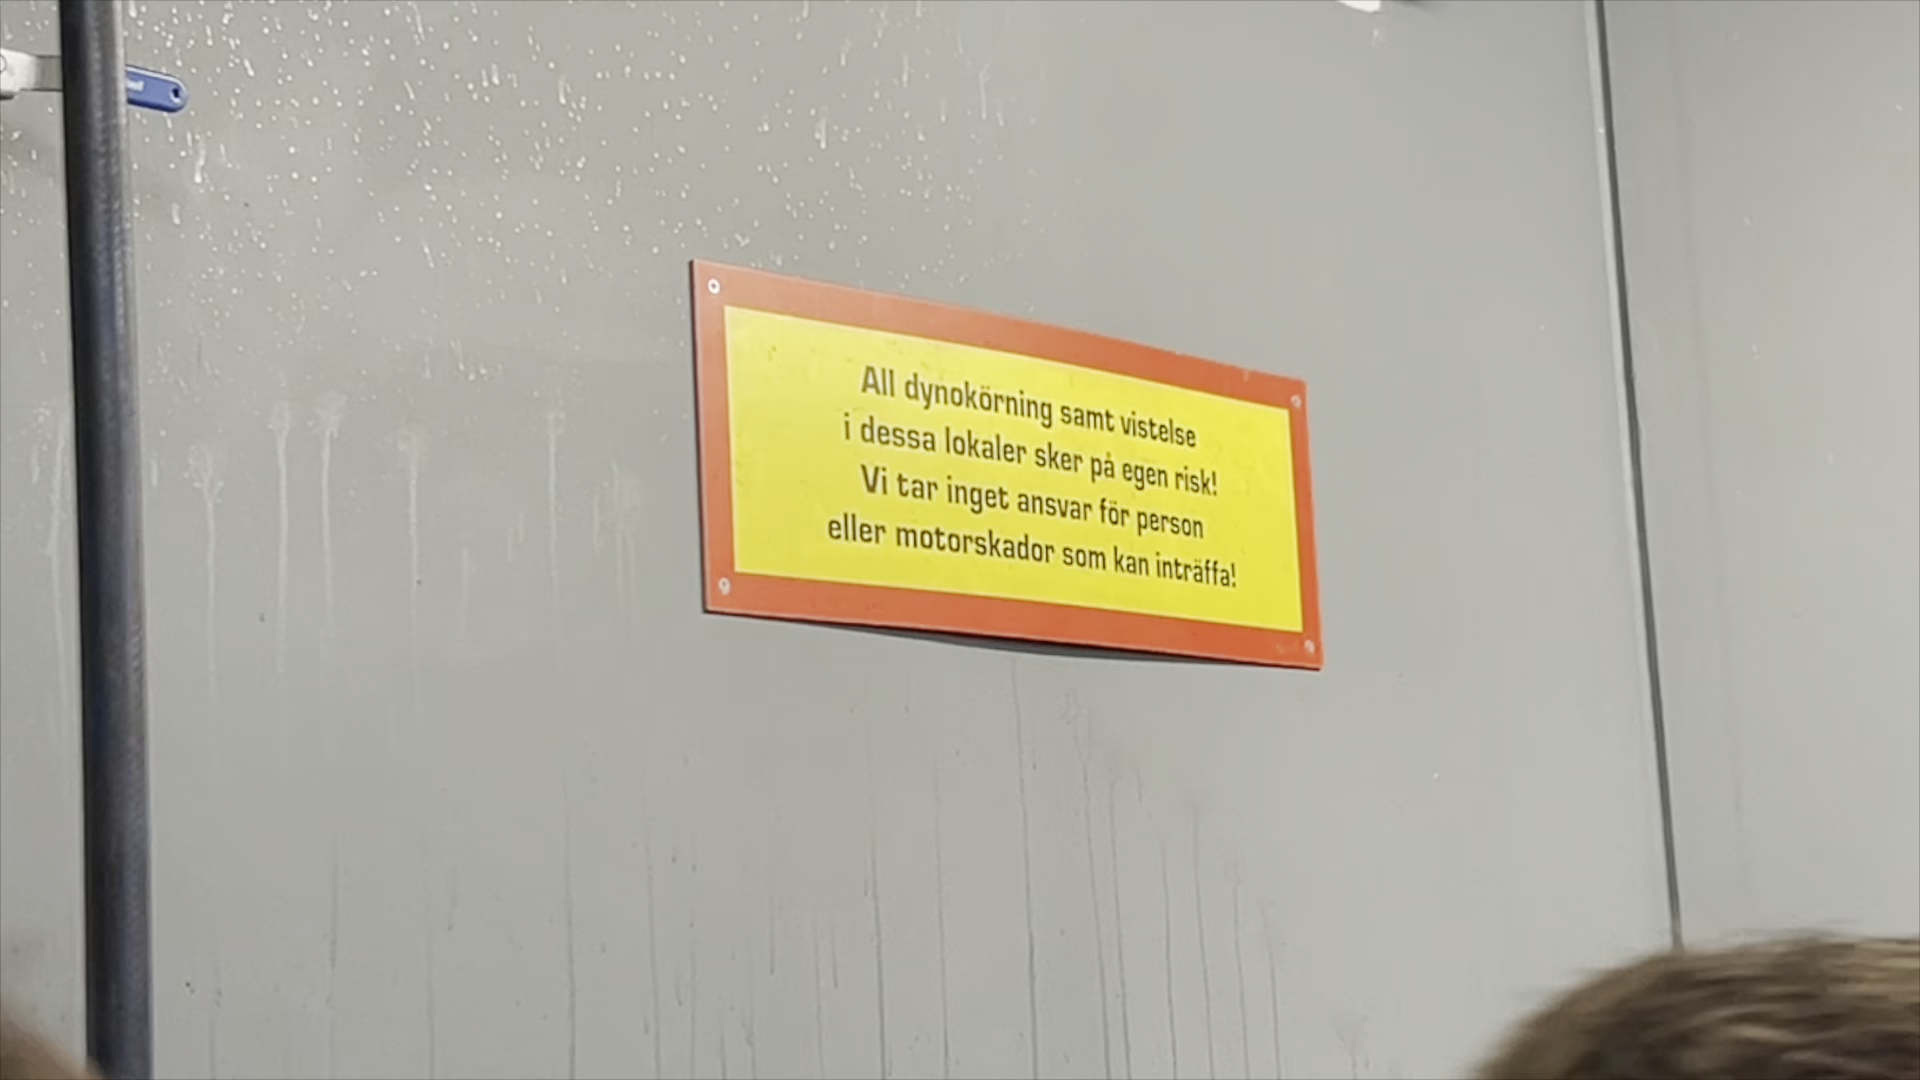 All dynokörning samt vistelse
i dessa lokaler sker på egen risk!
Vi tar inget ansvar för person
eller motorskador som kan inträffa!